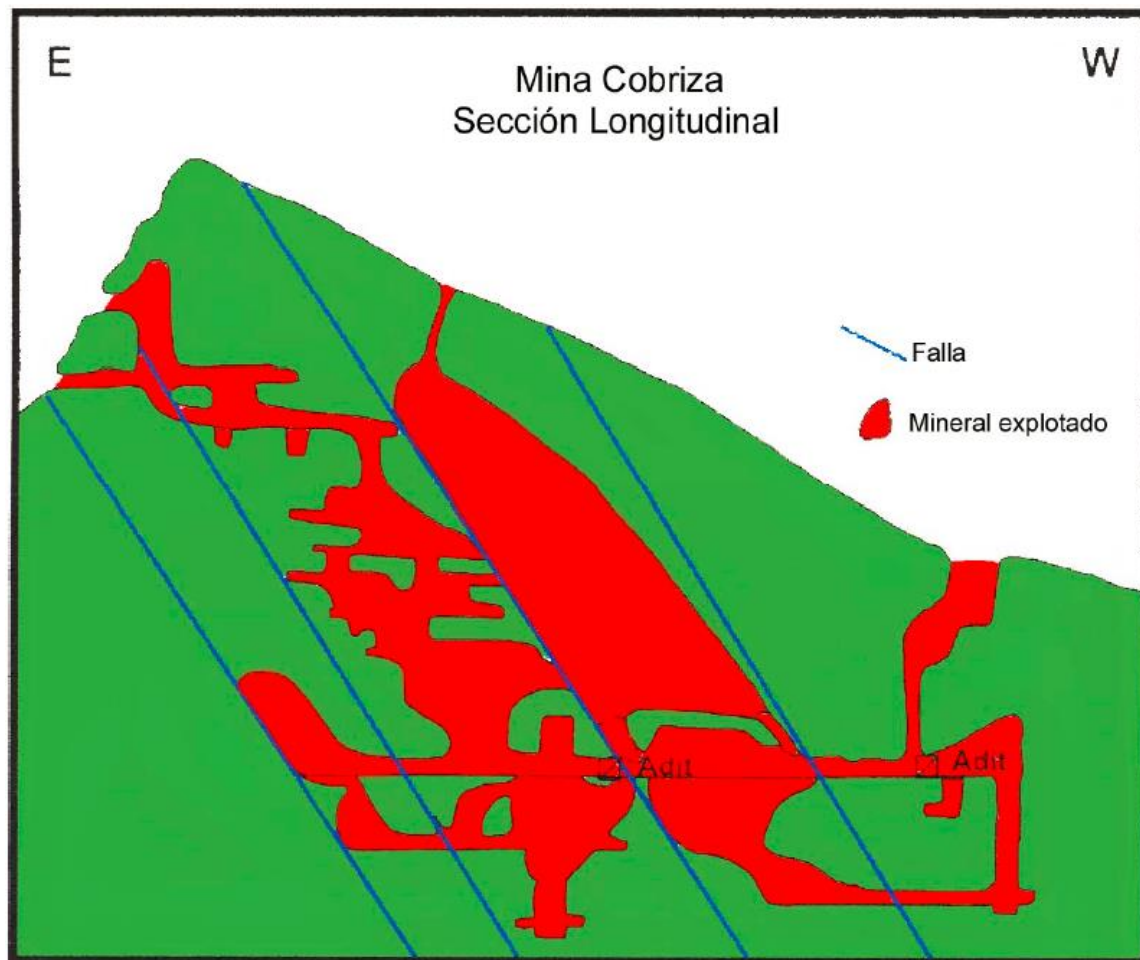 E
W
Mina Cobriza
Sección Longitudinal
Falla
Mineral explotado
Adit
Adit